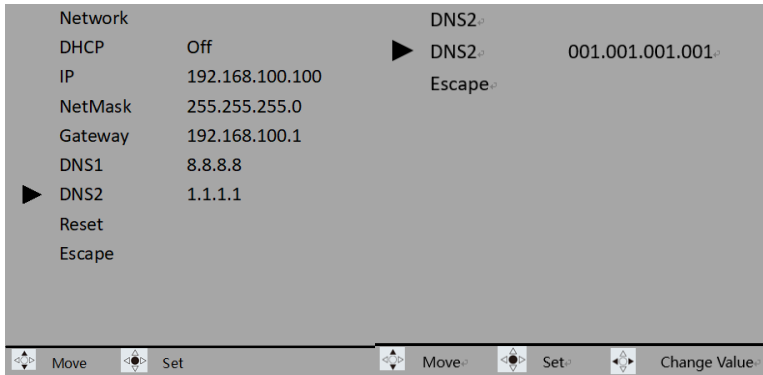 Network
DHCP Off
IP 192.168.100.100
NetMask 255.255.255.0
Gateway 192.168.100.1
DNS1 8.8.8.8
DNS2 1.1.1.1
Reset
Escape
Move Set
DNS2
DNS2 001.001.001.001
Escape
Move Set Change Value